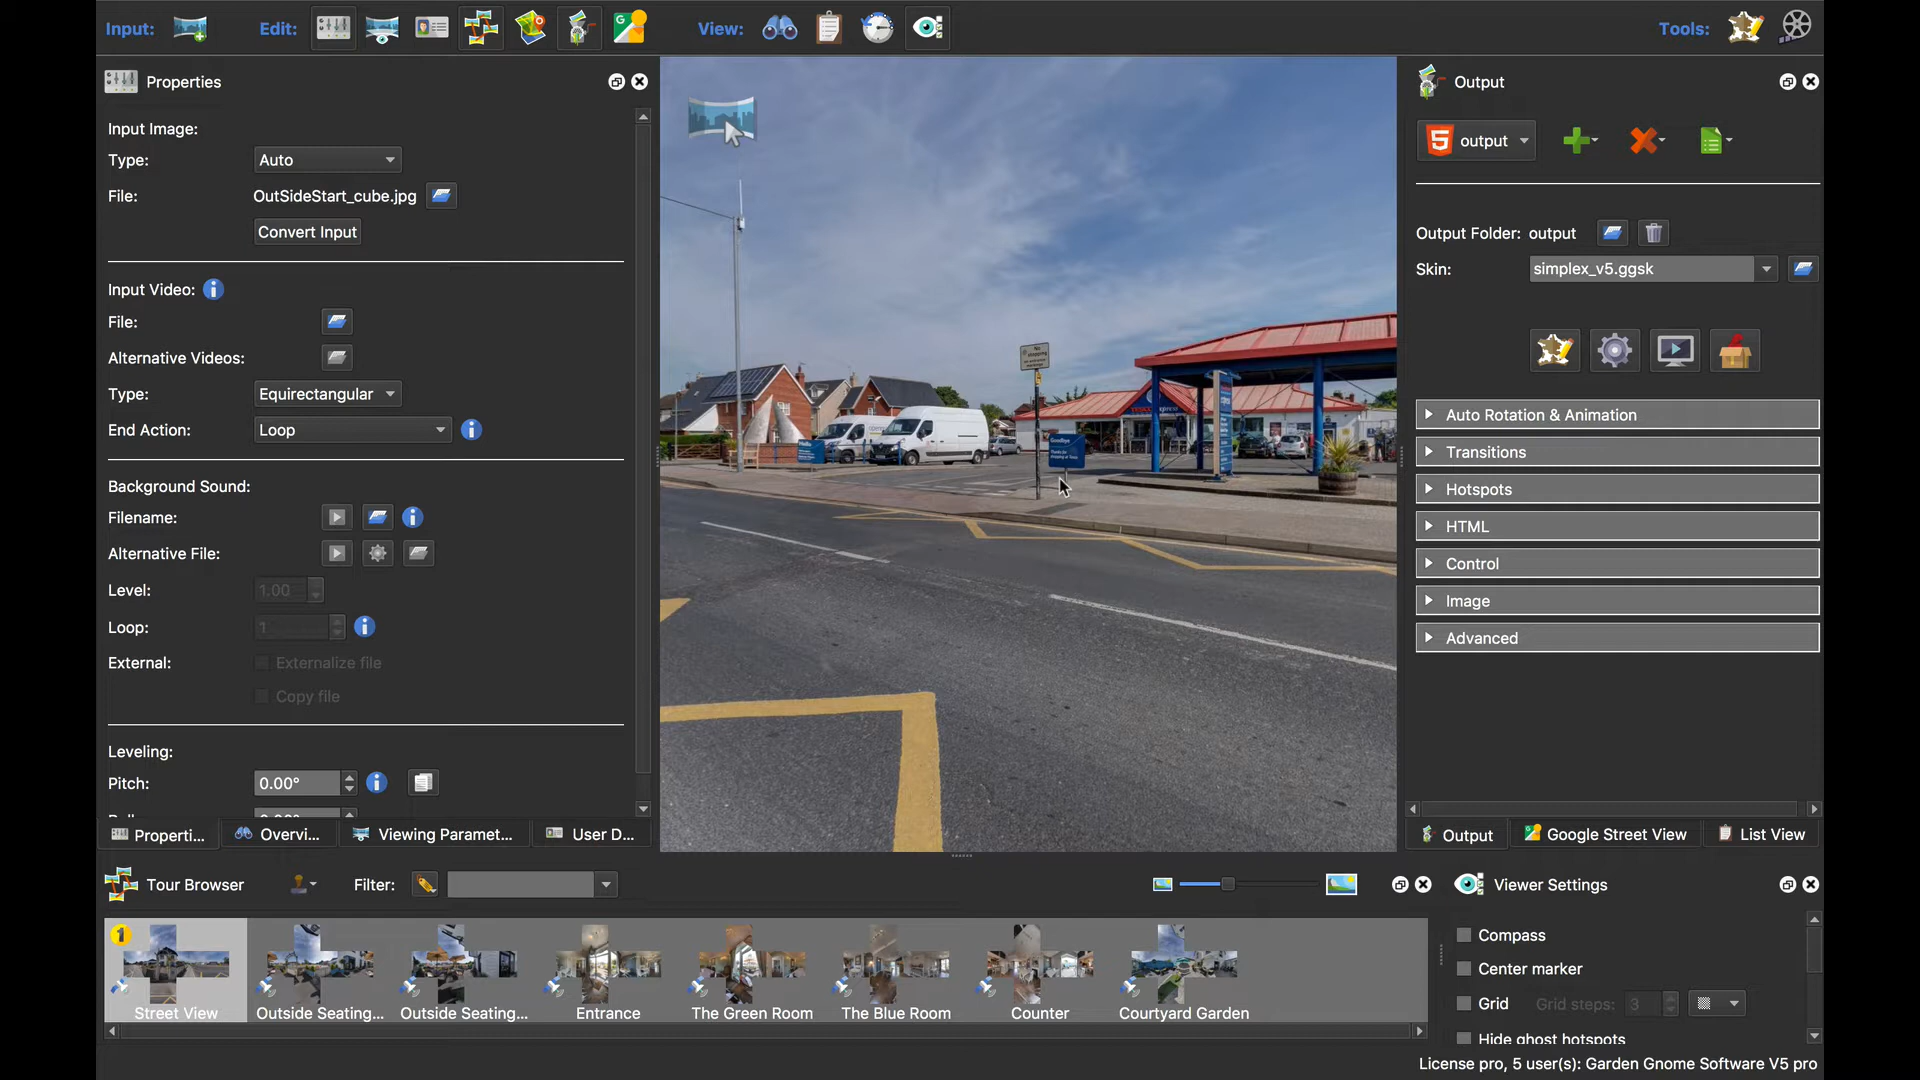 Input:
Edit:
View:
Tools:
Properties
Input Image:
Type:
Auto
File:
OutSideStart_cube.jpg
Convert Input
Input Video:
File:
Alternative Videos:
Type:
Equirectangular
End Action:
Loop
Background Sound:
Filename:
Alternative File:
Level:
1.00
Loop:
1
External:
Externalize file
Copy file
Leveling:
Pitch:
0.00°
Properti...
Overvi...
Viewing Paramet...
User D...
No
stopping
Goodbye
Output
output
Output Folder: output
Skin:
simplex_v5.ggsk
Auto Rotation & Animation
Transitions
Hotspots
HTML
Control
Image
Advanced
Output
Google Street View
List View
Tour Browser
Filter:
1
Street View
Outside Seating...
Outside Seating...
Entrance
The Green Room
The Blue Room
Counter
Courtyard Garden
Viewer Settings
Compass
Center marker
Grid
Grid steps:
3
Hide ghost hotspots
License pro, 5 user(s): Garden Gnome Software V5 pro